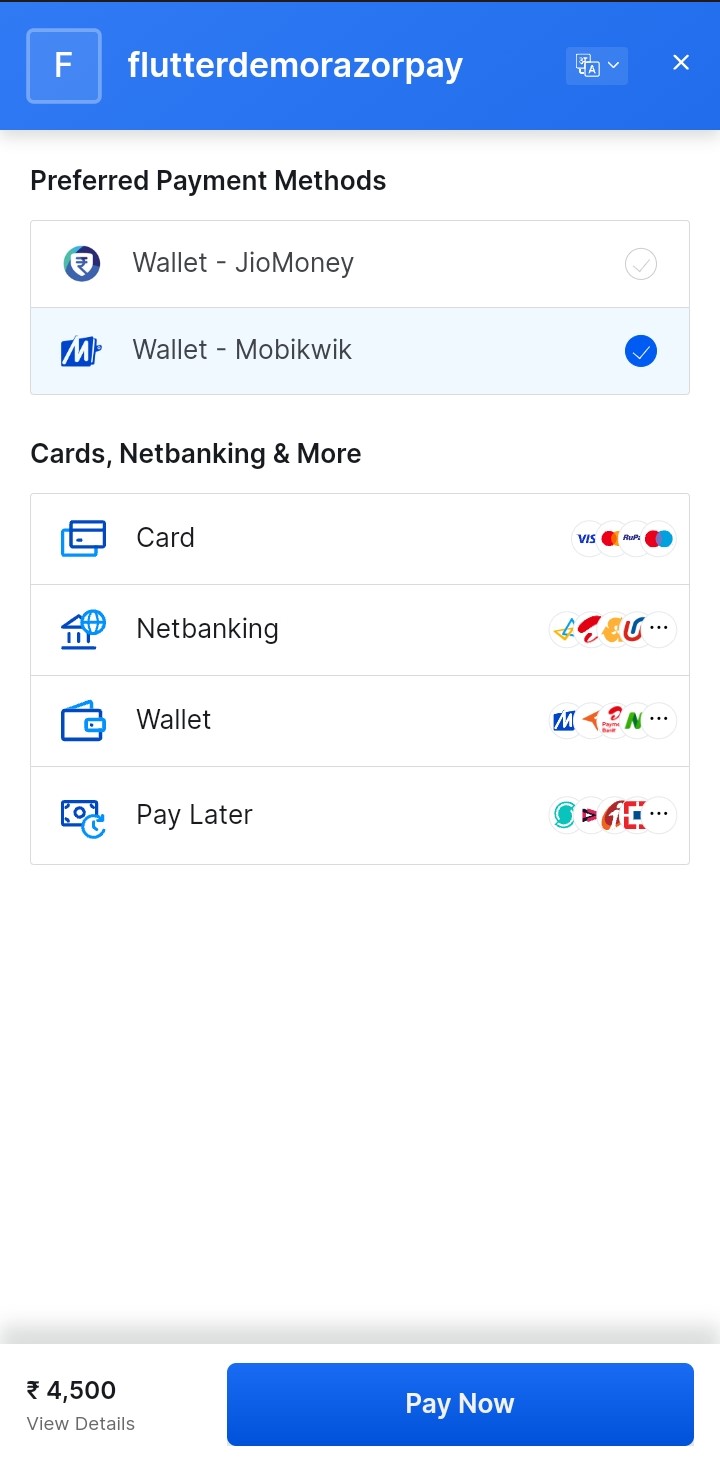 F
flutterdemorazorpay
Preferred Payment Methods
Wallet - JioMoney
Wallet - Mobikwik
Cards, Netbanking & More
Card
VISA
Netbanking
Wallet
Pay Later
₹ 4,500
View Details
Pay Now